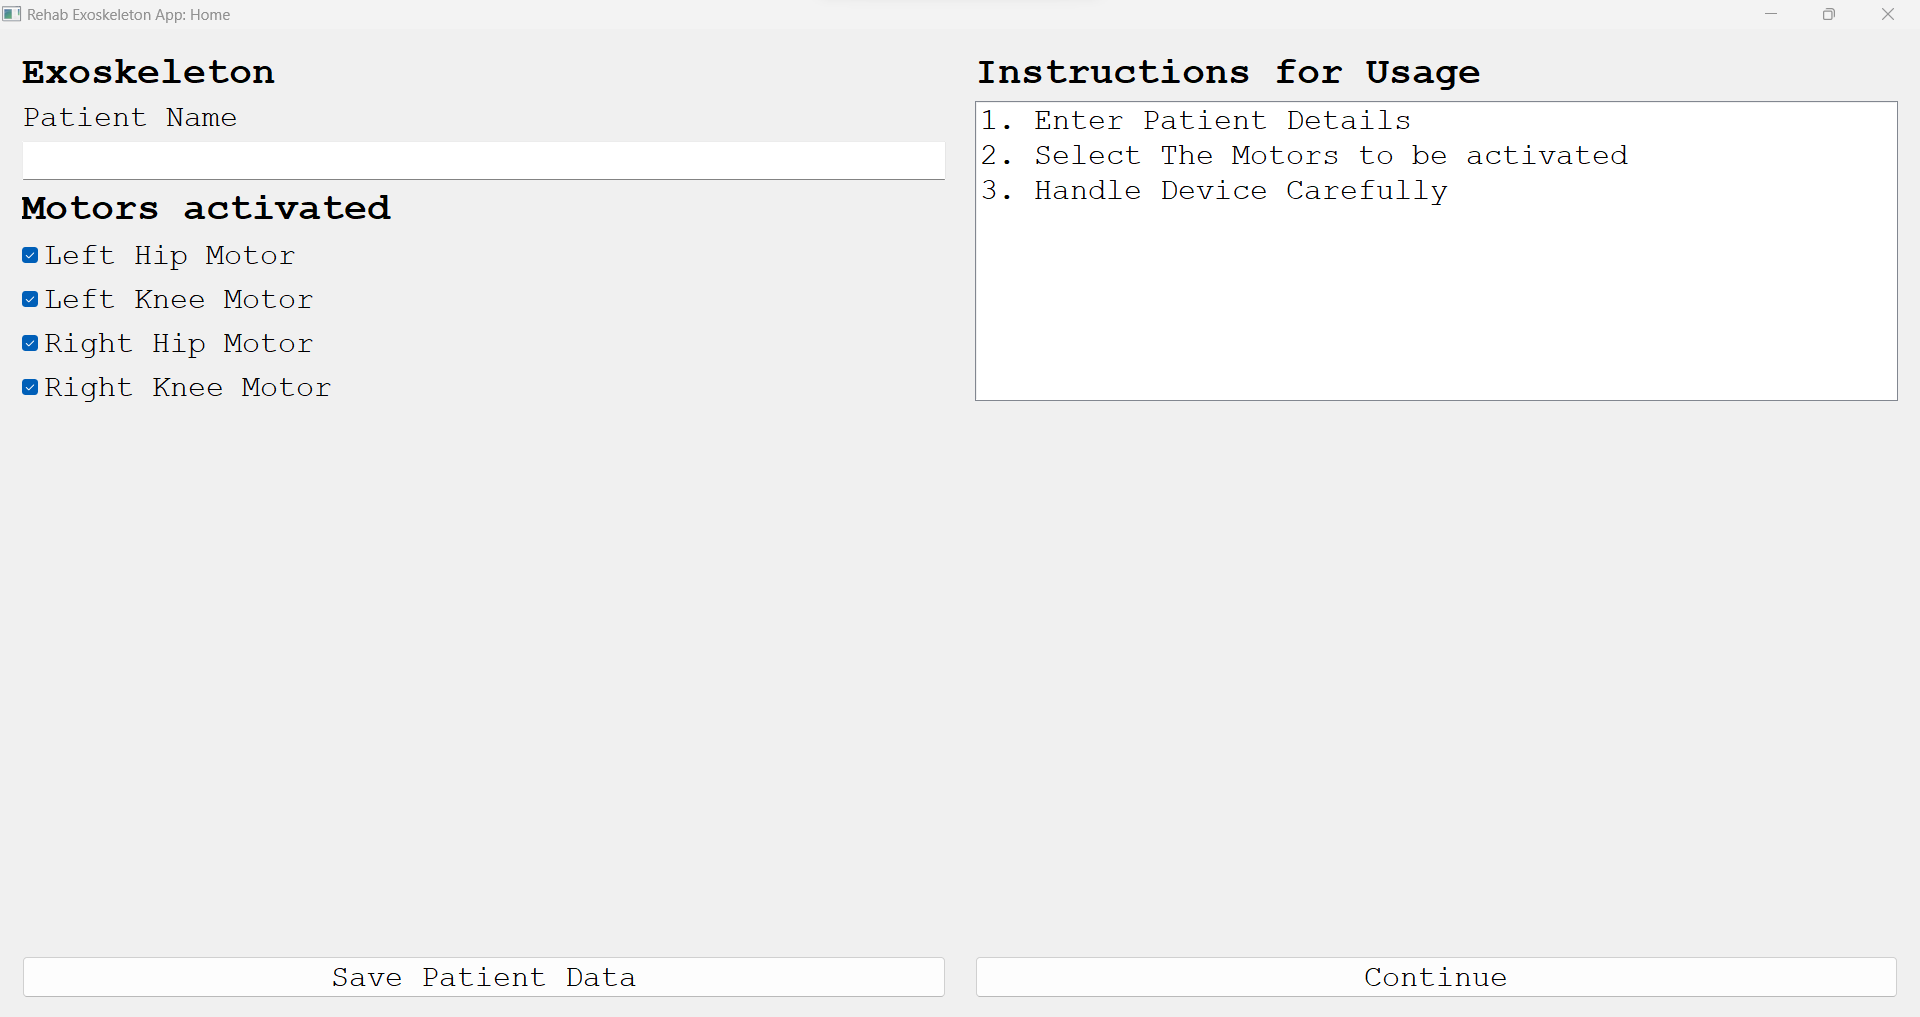 Rehab Exoskeleton App: Home
Exoskeleton
Patient Name
Motors activated
Left Hip Motor
Left Knee Motor
Right Hip Motor
Right Knee Motor
Instructions for Usage
1. Enter Patient Details
2. Select The Motors to be activated
3. Handle Device Carefully
Save Patient Data
Continue